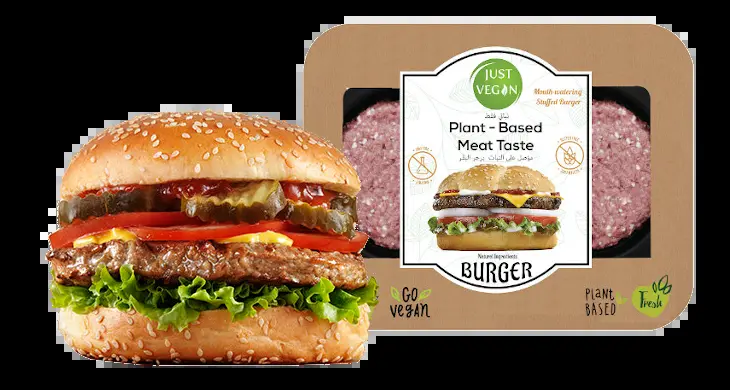 JUST
VEGAN
Mouth-watering
Stuffed Burger
نباتي فقط
Plant - Based
Meat Taste
Natural Ingredients
BURGER
GO
VEGAN
PLANT
BASED
Fresh